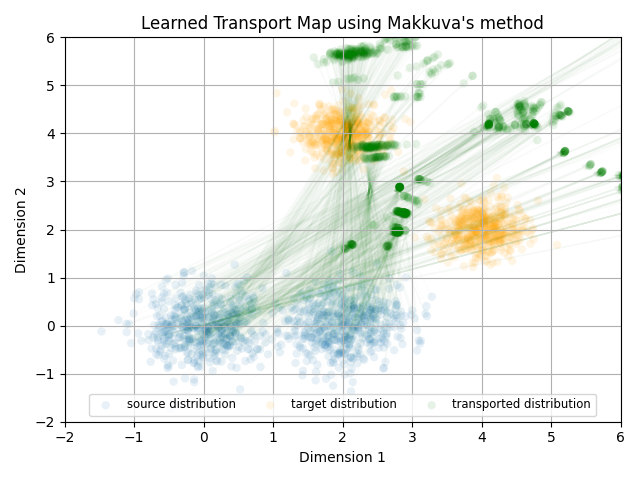 Learned Transport Map using Makkuva's method
6
5
4
3
2
1
0
−1
−2
Dimension 2
source distribution target distribution transported distribution
−2 −1 0 1 2 3 4 5 6
Dimension 1